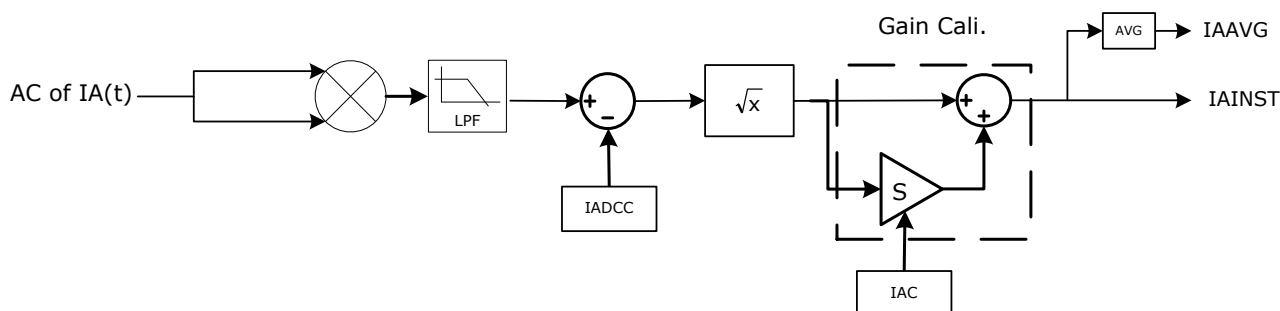 Gain Cali.
AVG
IAAVG
AC of IA(t)
+
−
LPF
√x
+
+
IAINST
S
IADCC
IAC